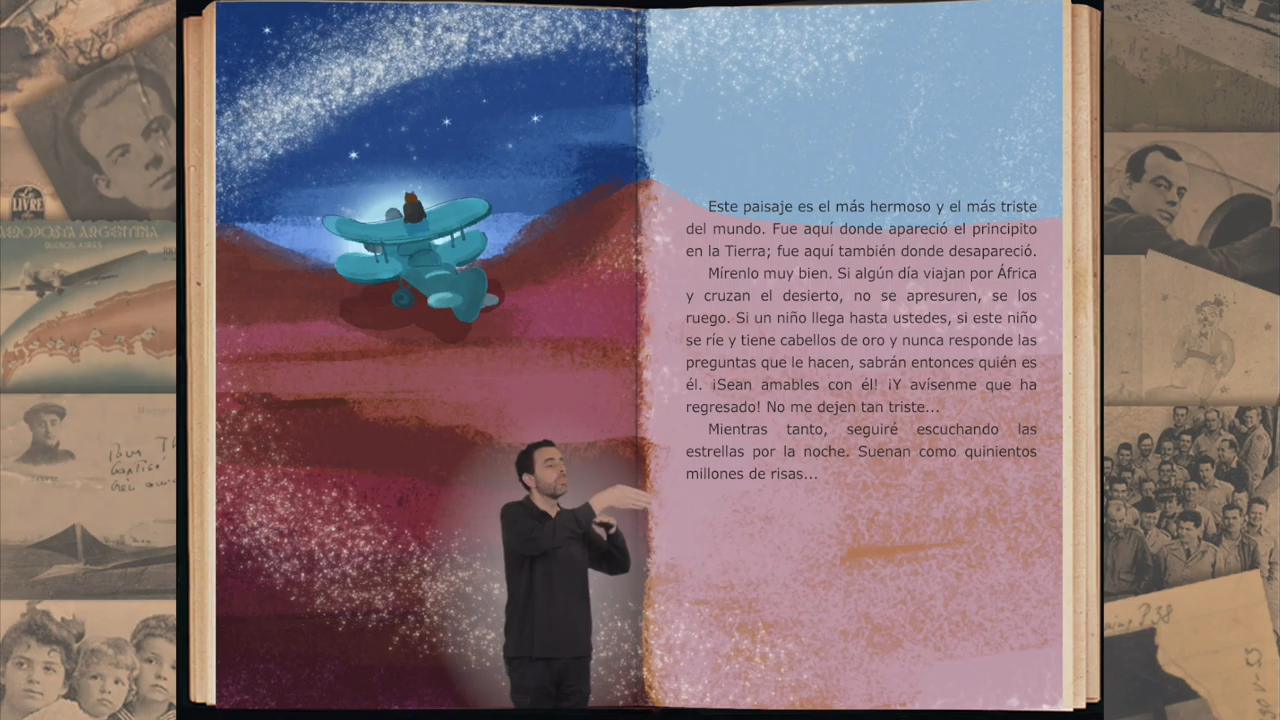 LIVRE
AEROPOSTA ARGENTINA
BUENOS AIRES
Este paisaje es el más hermoso y el más triste
del mundo. Fue aquí donde apareció el principito
en la Tierra; fue aquí también donde desapareció.
Mírenlo muy bien. Si algún día viajan por África
y cruzan el desierto, no se apresuren, se los
ruego. Si un niño llega hasta ustedes, si este niño
se ríe y tiene cabellos de oro y nunca responde las
preguntas que le hacen, sabrán entonces quién es
él. ¡Sean amables con él! ¡Y avísenme que ha
regresado! No me dejen tan triste...
Mientras tanto, seguiré escuchando las
estrellas por la noche. Suenan como quinientos
millones de risas...
P38